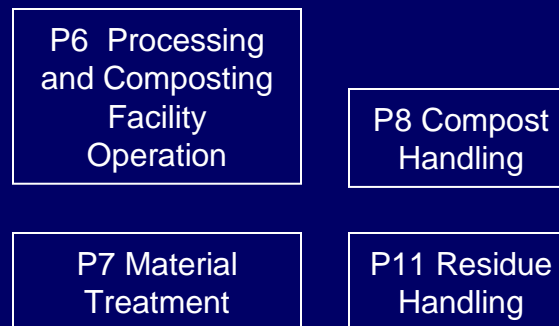 P6 Processing
and Composting
Facility
Operation
P8 Compost
Handling
P7 Material
Treatment
P11 Residue
Handling